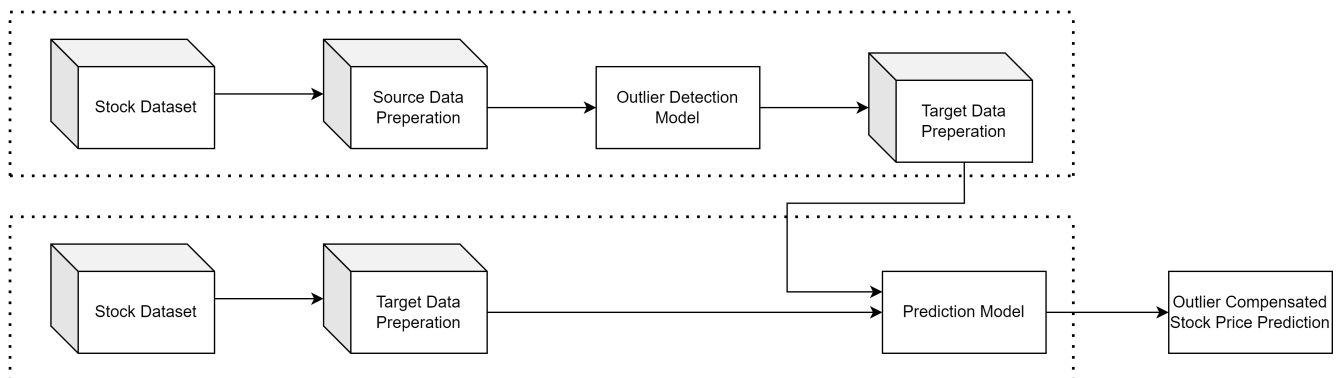 Stock Dataset
Source Data
Preperation
Outlier Detection
Model
Target Data
Preperation
Stock Dataset
Target Data
Preperation
Prediction Model
Outlier Compensated
Stock Price Prediction